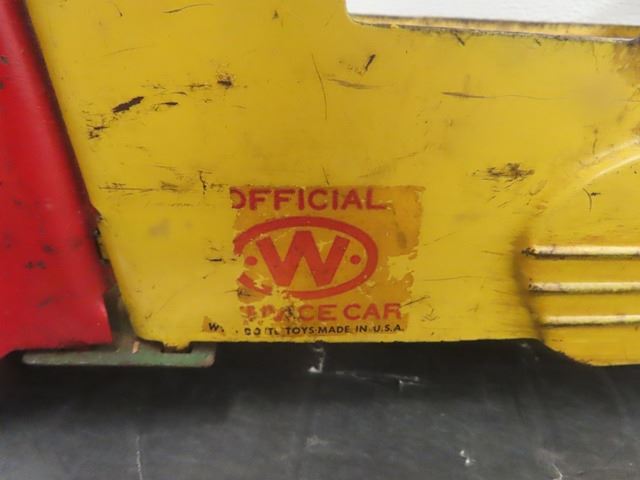 OFFICIAL
W
SPACE CAR
TOYS-MADE IN U.S.A.